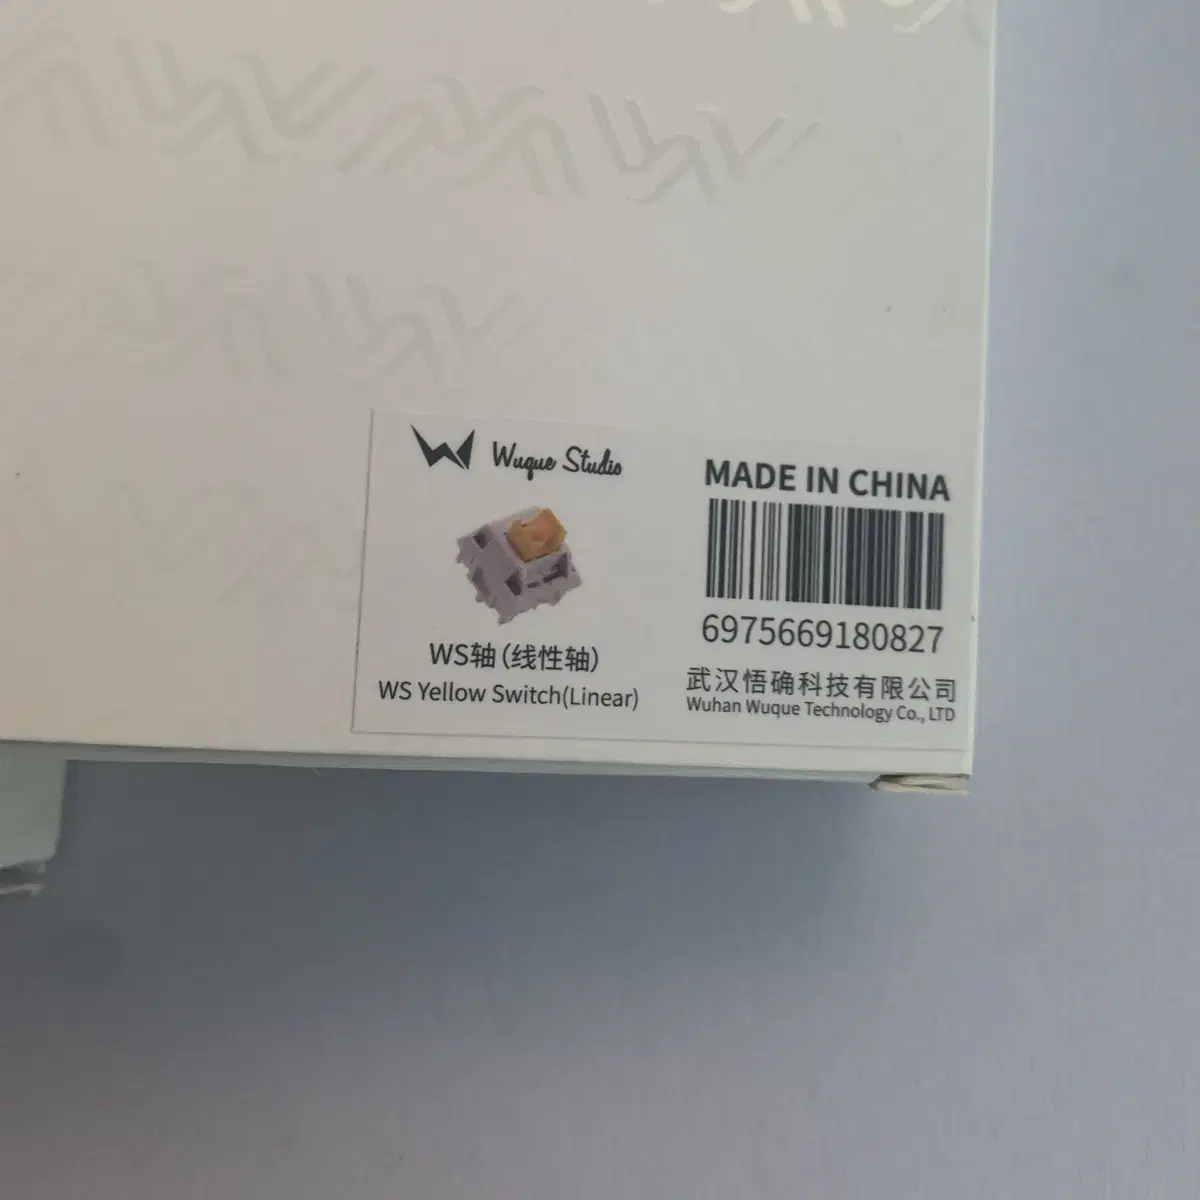 Wuque Studio
WS轴(线性轴)
WS Yellow Switch(Linear)
MADE IN CHINA
6975669180827
武汉悟确科技有限公司
Wuhan Wuque Technology Co., LTD